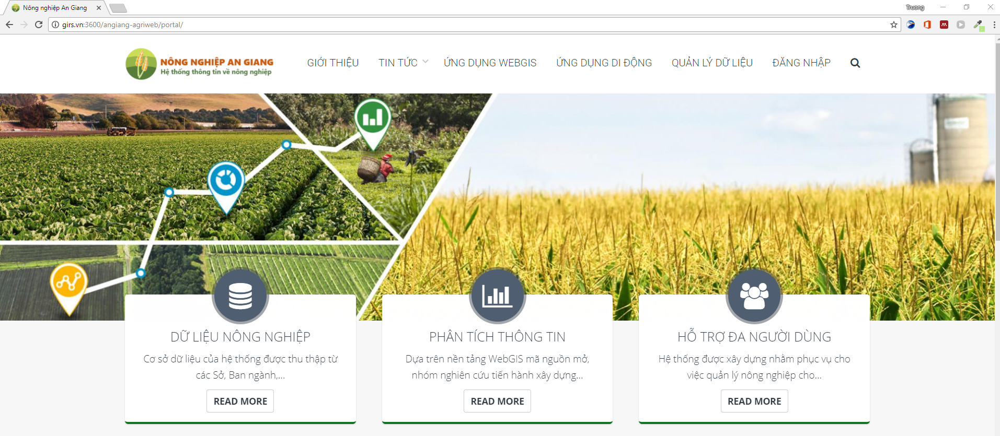 Nông nghiệp An Giang
Truong
girs.vn:3600/angiang-agriweb/portal/
NÔNG NGHIỆP AN GIANG
Hệ thống thông tin về nông nghiệp
GIỚI THIỆU
TIN TỨC
ỨNG DỤNG WEBGIS
ỨNG DỤNG DI ĐỘNG
QUẢN LÝ DỮ LIỆU
ĐĂNG NHẬP
DỮ LIỆU NÔNG NGHIỆP
Cơ sở dữ liệu của hệ thống được thu thập từ
các Sở, Ban ngành,...
READ MORE
PHÂN TÍCH THÔNG TIN
Dựa trên nền tảng WebGIS mã nguồn mở,
nhóm nghiên cứu tiến hành xây dựng...
READ MORE
HỖ TRỢ ĐA NGƯỜI DÙNG
Hệ thống được xây dựng nhằm phục vụ cho
việc quản lý nông nghiệp cho...
READ MORE